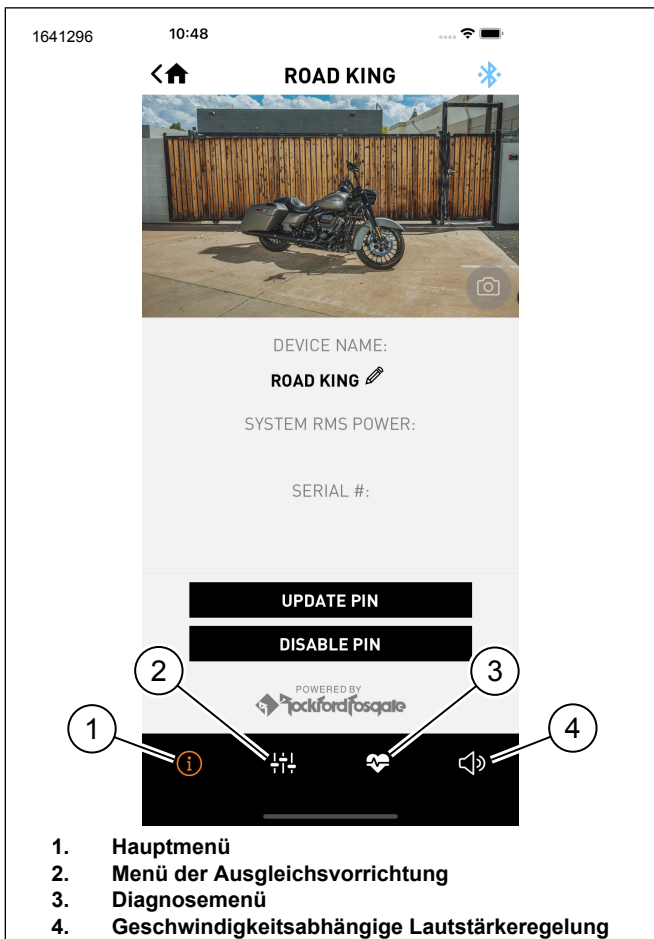 1641296
10:48
ROAD KING
DEVICE NAME:
ROAD KING
SYSTEM RMS POWER:
SERIAL #:
UPDATE PIN
DISABLE PIN
2
3
POWERED BY
Rockford Fosgate
1
4
1. Hauptmenü
2. Menü der Ausgleichsvorrichtung
3. Diagnosemenü
4. Geschwindigkeitsabhängige Lautstärkeregelung